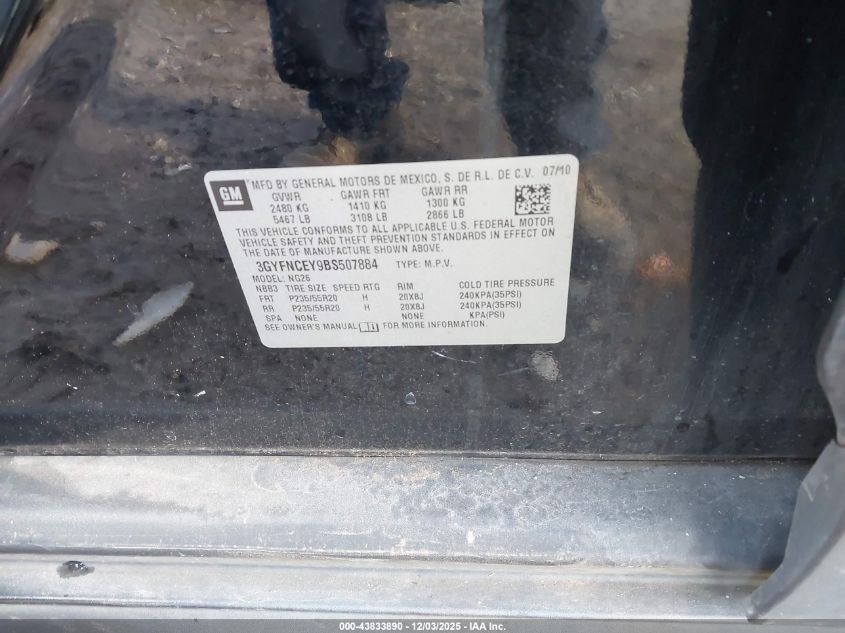 GM
MFD BY GENERAL MOTORS DE MEXICO, S. DE R.L. DE C.V. 07/10
GVWR GAWR FRT GAWR RR
2480 KG 1410 KG 1300 KG
5467 LB 3108 LB 2866 LB
THIS VEHICLE CONFORMS TO ALL APPLICABLE U.S. FEDERAL MOTOR
VEHICLE SAFETY AND THEFT PREVENTION STANDARDS IN EFFECT ON
THE DATE OF MANUFACTURE SHOWN ABOVE.
3GYFNCEY9BS507884 TYPE: M.P.V.
MODEL: NG26
NBB3 TIRE SIZE SPEED RTG RIM COLD TIRE PRESSURE
FRT P235/55R20 H 20X8J 240KPA(35PSI)
RR P235/55R20 H 20X8J 240KPA(35PSI)
SPA NONE NONE KPA(PSI)
SEE OWNER'S MANUAL FOR MORE INFORMATION.
000-43833890 - 12/03/2025 - IAA Inc.